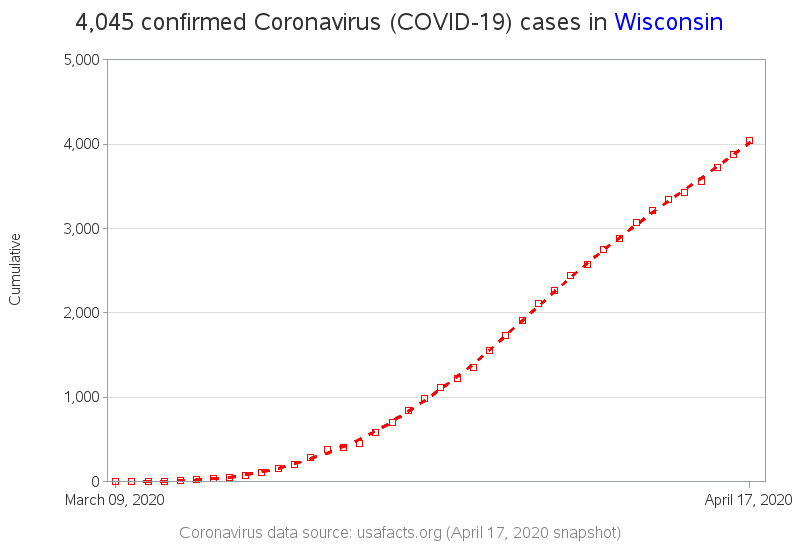 4,045 confirmed Coronavirus (COVID-19) cases in Wisconsin
5,000
4,000
3,000
2,000
1,000
0
Cumulative
March 09, 2020
April 17, 2020
Coronavirus data source: usafacts.org (April 17, 2020 snapshot)